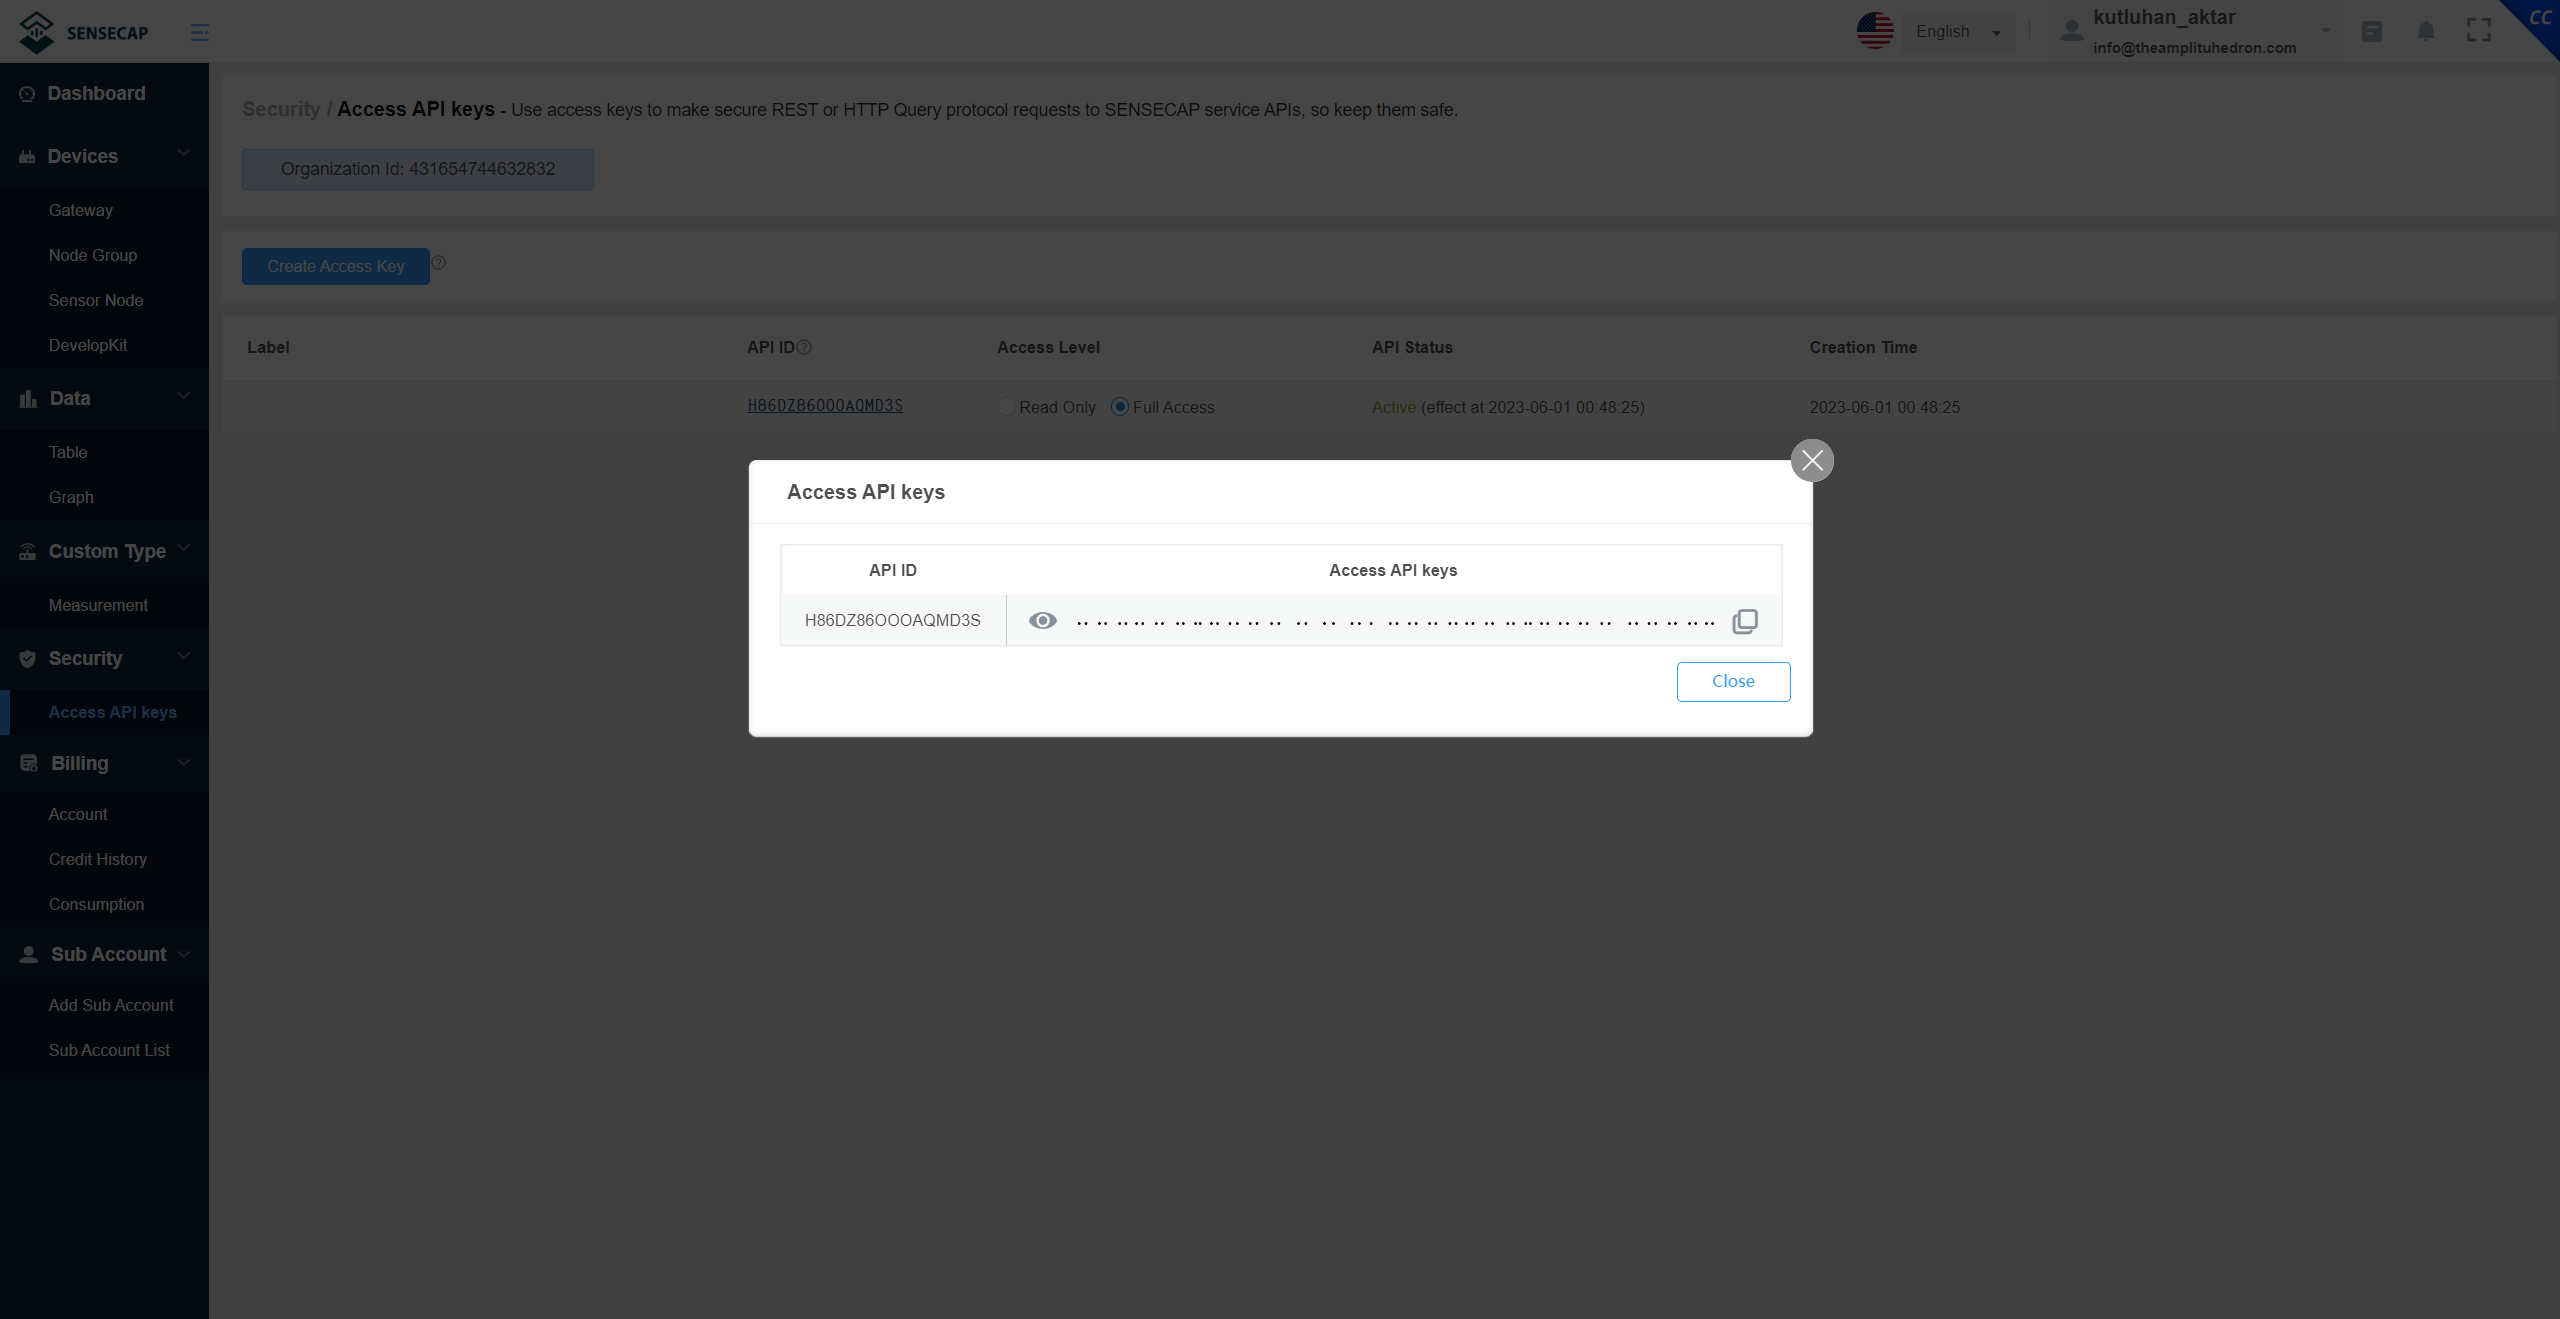 SENSECAP
English
kutluhan_aktar
info@theamplituhedron.com
CC
Dashboard
Devices
Gateway
Node Group
Sensor Node
DevelopKit
Data
Table
Graph
Custom Type
Measurement
Security
Access API keys
Billing
Account
Credit History
Consumption
Sub Account
Add Sub Account
Sub Account List
Security / Access API keys - Use access keys to make secure REST or HTTP Query protocol requests to SENSECAP service APIs, so keep them safe.
Organization Id: 431654744632832
Create Access Key
Label API ID Access Level API Status Creation Time
H86DZ86OOOAQMD3S Read Only Full Access Active (effect at 2023-06-01 00:48:25) 2023-06-01 00:48:25
Access API keys
API ID Access API keys
H86DZ86OOOAQMD3S
Close